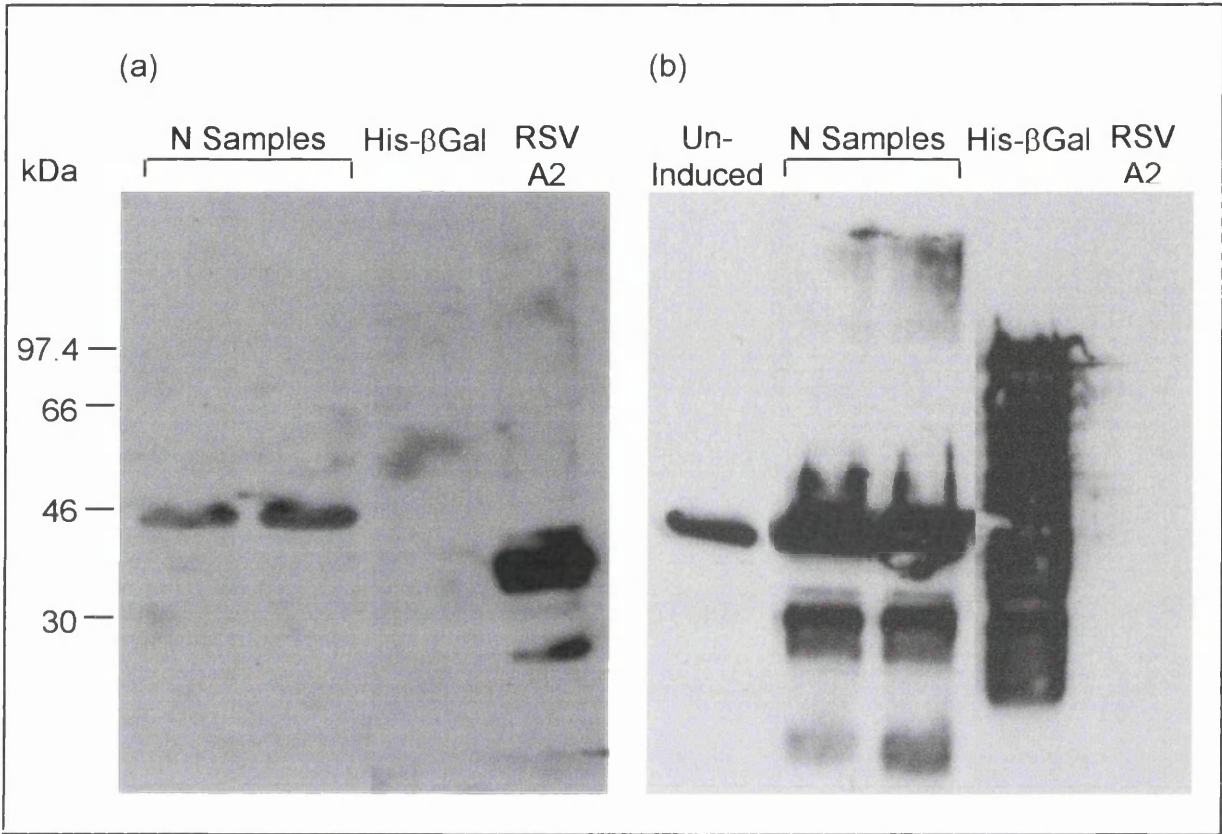 (a)
N Samples His-βGal RSV A2
kDa
97.4
66
46
30
(b)
Un-Induced N Samples His-βGal RSV A2